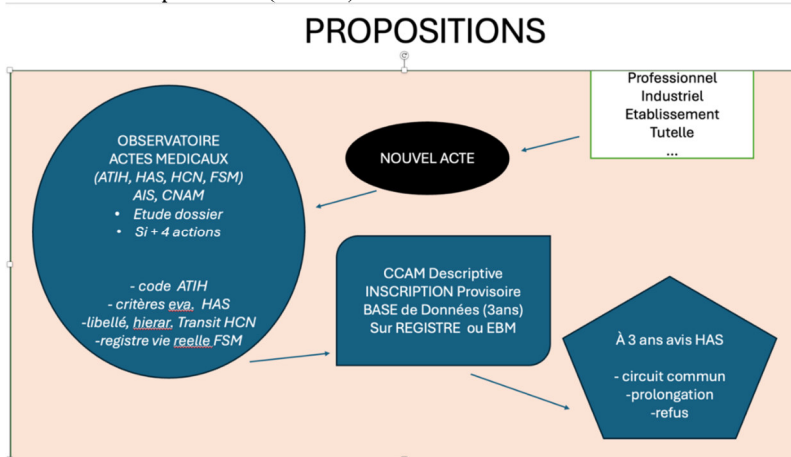 PROPOSITIONS
Professionnel
Industriel
Etablissement
Tutelle
...
NOUVEL ACTE
OBSERVATOIRE
ACTES MEDICAUX
(ATIH, HAS, HCN, FSM)
AIS, CNAM
• Etude dossier
• Si + 4 actions
- code ATIH
- critères eva. HAS
-libellé, hierar. Transit HCN
-registre vie reelle FSM
CCAM Descriptive
INSCRIPTION Provisoire
BASE de Données (3ans)
Sur REGISTRE ou EBM
À 3 ans avis HAS
- circuit commun
-prolongation
-refus